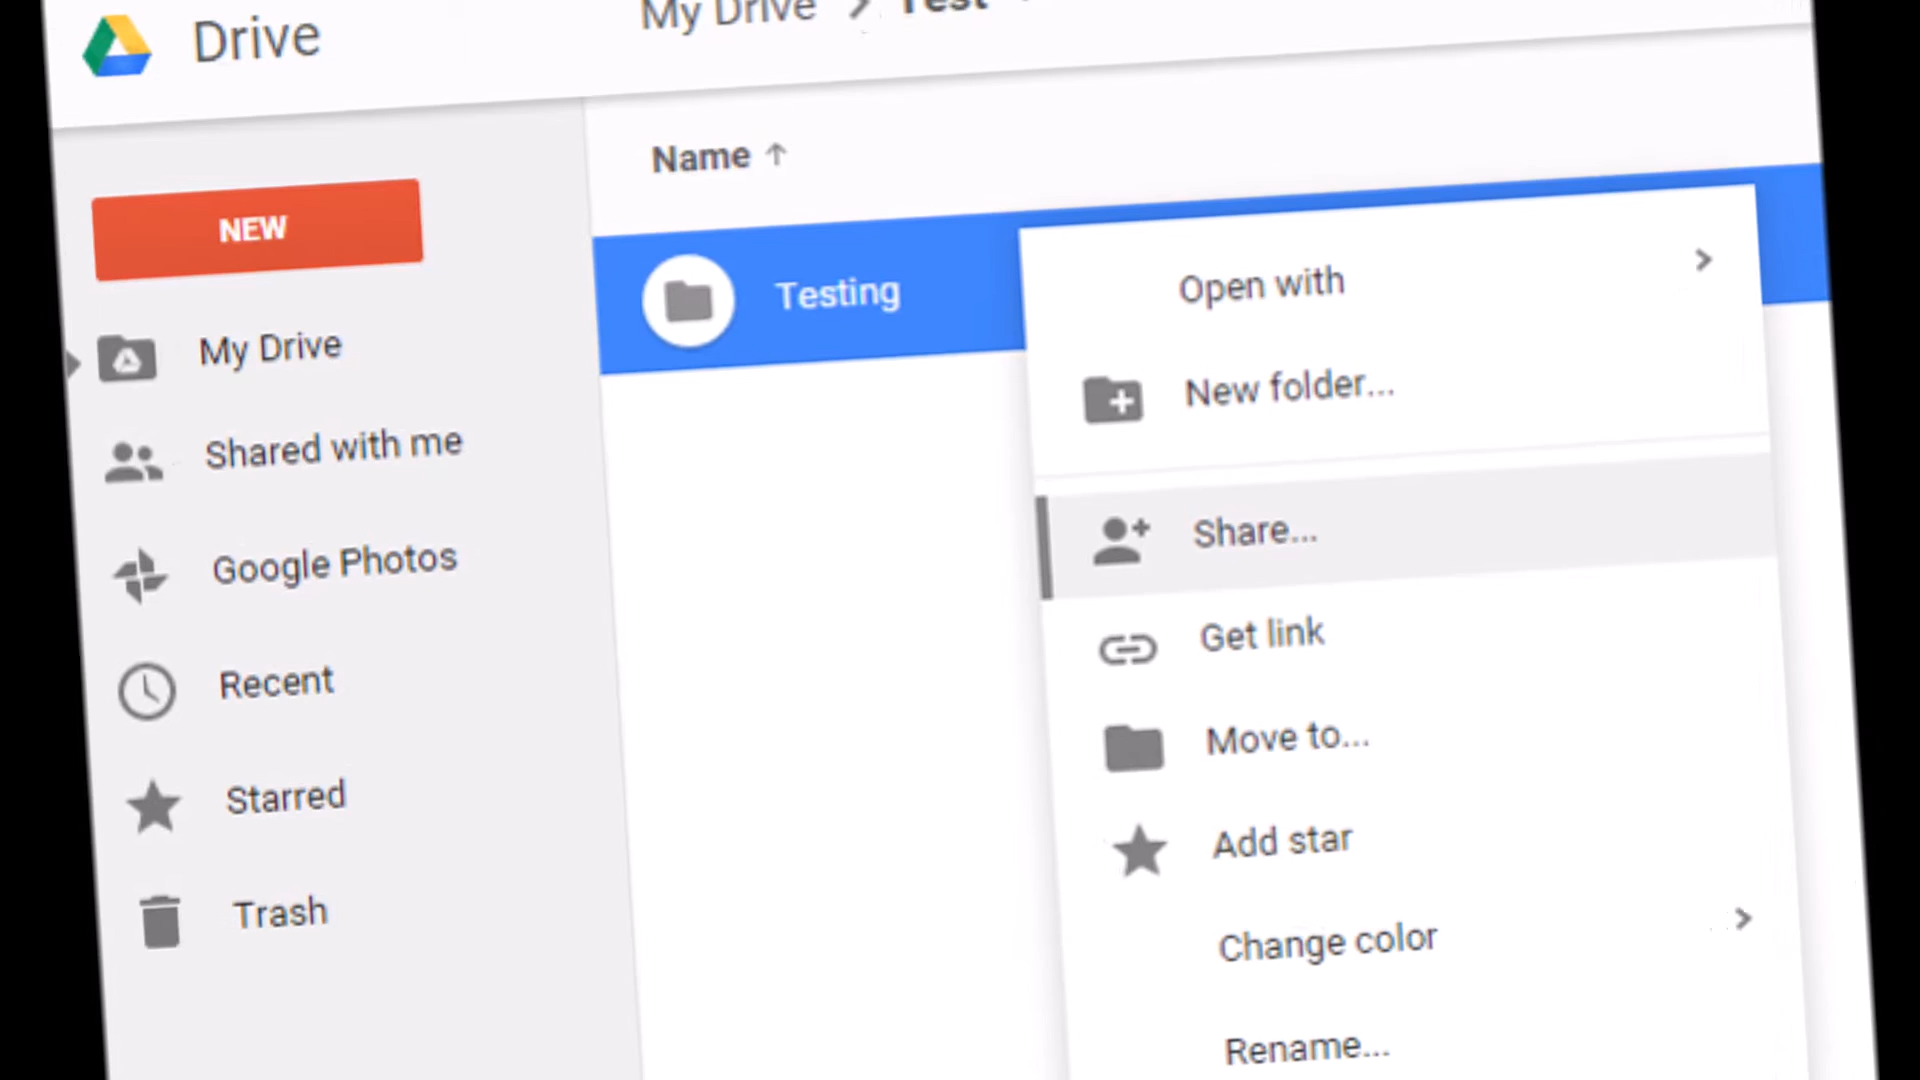 Drive
My Drive > Test
NEW
My Drive
Shared with me
Google Photos
Recent
Starred
Trash
Name ↑
Testing
Open with
New folder...
Share...
Get link
Move to...
Add star
Change color
Rename...